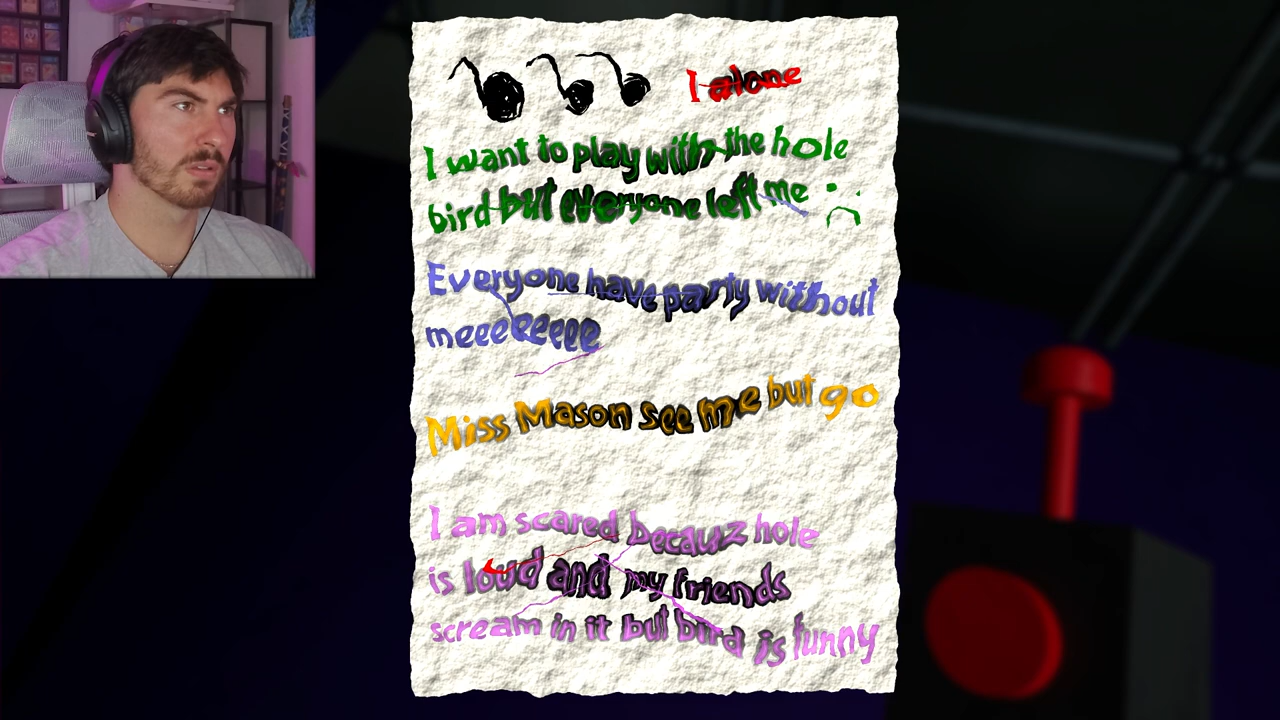 I alone
I want to play with the hole
bird but everyone left me
Everyone have party without
meeeeeeeee
Miss Mason see me but go
I am scared becauz hole
is loud and my friends
scream in it but bird is funny